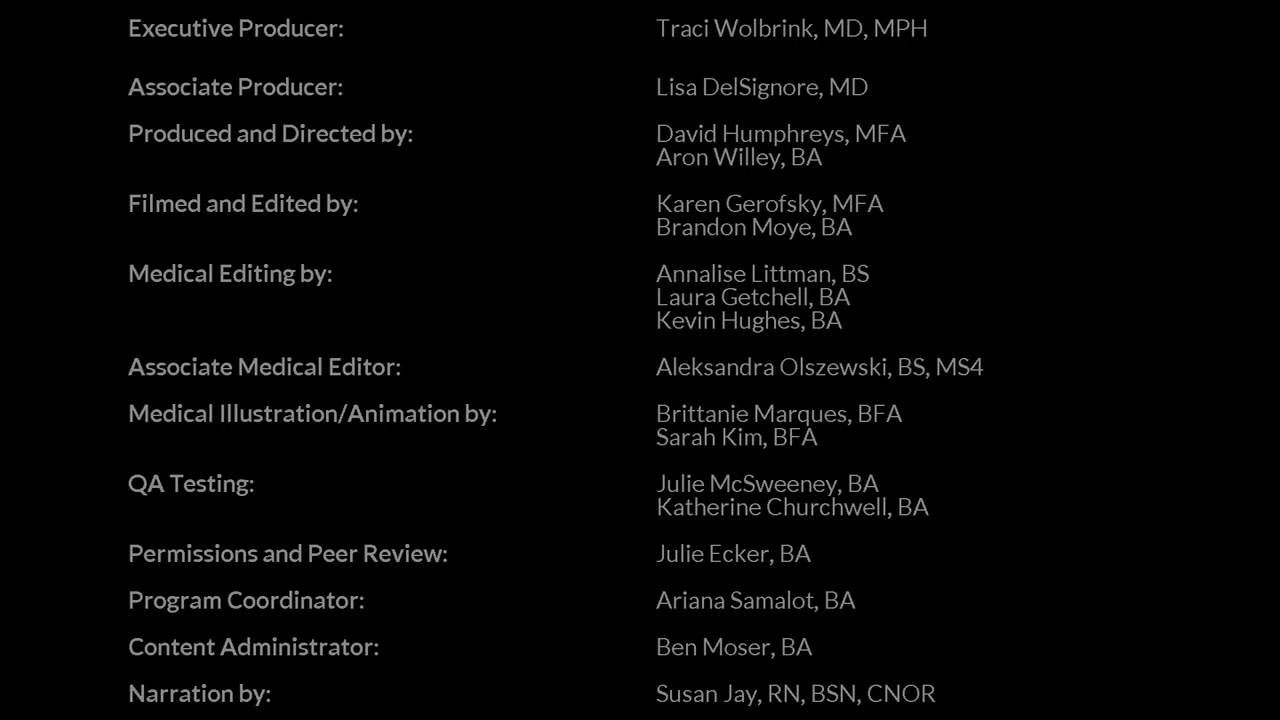 Executive Producer: Traci Wolbrink, MD, MPH
Associate Producer: Lisa DelSignore, MD
Produced and Directed by: David Humphreys, MFA
Aron Willey, BA
Filmed and Edited by: Karen Gerofsky, MFA
Brandon Moye, BA
Medical Editing by: Annalise Littman, BS
Laura Getchell, BA
Kevin Hughes, BA
Associate Medical Editor: Aleksandra Olszewski, BS, MS4
Medical Illustration/Animation by: Brittanie Marques, BFA
Sarah Kim, BFA
QA Testing: Julie McSweeney, BA
Katherine Churchwell, BA
Permissions and Peer Review: Julie Ecker, BA
Program Coordinator: Ariana Samalot, BA
Content Administrator: Ben Moser, BA
Narration by: Susan Jay, RN, BSN, CNOR